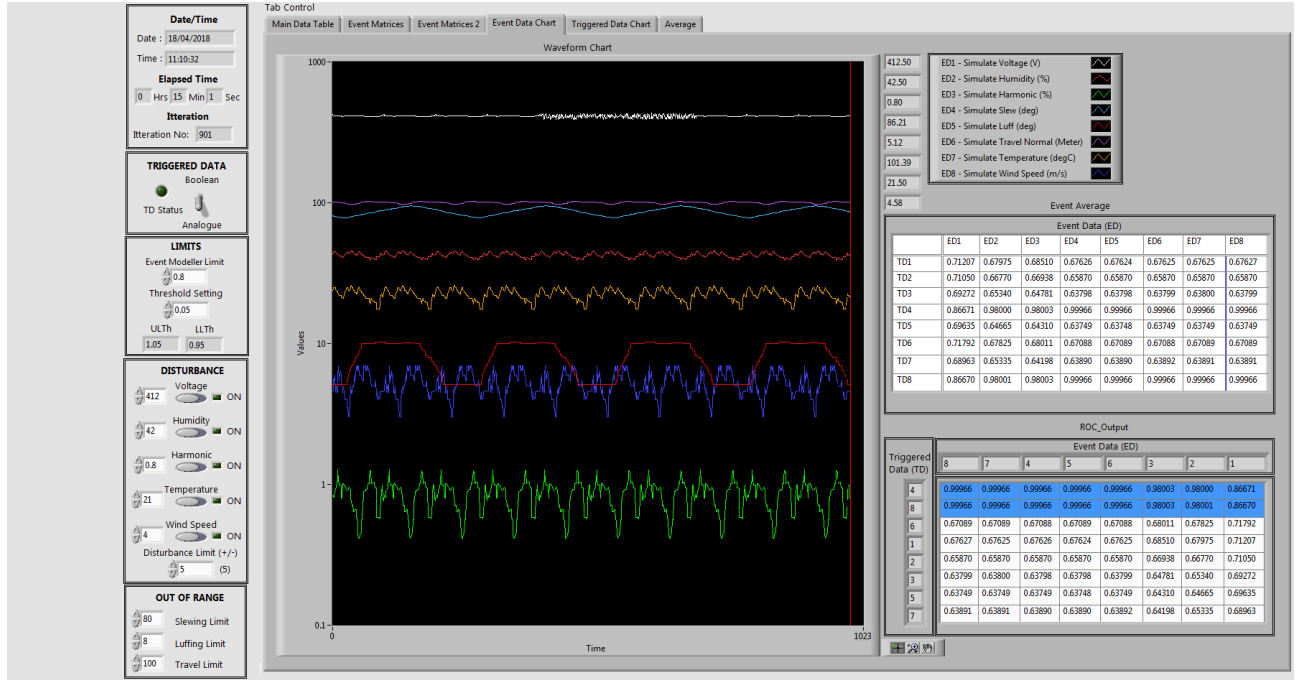 Date/Time
Date : 18/04/2018
Time : 11:10:32
Elapsed Time
0 Hrs 15 Min 1 Sec
Itteration
Itteration No: 901
TRIGGERED DATA
Boolean
TD Status
Analogue
LIMITS
Event Modeller Limit
0.8
Threshold Setting
0.05
ULTh LLTh
1.05 0.95
DISTURBANCE
Voltage
412 ON
Humidity
42 ON
Harmonic
0.8 ON
Temperature
21 ON
Wind Speed
4 ON
Disturbance Limit (+/-)
5 (5)
OUT OF RANGE
80 Slewing Limit
8 Luffing Limit
100 Travel Limit
Tab Control
Main Data Table Event Matrices Event Matrices 2 Event Data Chart Triggered Data Chart Average
Waveform Chart
1000
100
10
1
0.1
Values
0 1023
Time
412.50
42.50
0.80
86.21
5.12
101.39
21.50
4.58
ED1 - Simulate Voltage (V)
ED2 - Simulate Humidity (%)
ED3 - Simulate Harmonic (%)
ED4 - Simulate Slew (deg)
ED5 - Simulate Luff (deg)
ED6 - Simulate Travel Normal (Meter)
ED7 - Simulate Temperature (degC)
ED8 - Simulate Wind Speed (m/s)
Event Average
Event Data (ED)
ED1 ED2 ED3 ED4 ED5 ED6 ED7 ED8
TD1 0.71207 0.67975 0.68510 0.67626 0.67624 0.67625 0.67625 0.67627
TD2 0.71050 0.66770 0.66938 0.65870 0.65870 0.65870 0.65870 0.65870
TD3 0.69272 0.65340 0.64781 0.63798 0.63798 0.63799 0.63800 0.63799
TD4 0.86671 0.98000 0.98003 0.99966 0.99966 0.99966 0.99966 0.99966
TD5 0.69635 0.64665 0.64310 0.63749 0.63748 0.63749 0.63749 0.63749
TD6 0.71792 0.67825 0.68011 0.67088 0.67089 0.67088 0.67089 0.67089
TD7 0.68963 0.65335 0.64198 0.63890 0.63890 0.63892 0.63891 0.63891
TD8 0.86670 0.98001 0.98003 0.99966 0.99966 0.99966 0.99966 0.99966
ROC_Output
Event Data (ED)
Triggered
Data (TD)
8 7 4 5 6 3 2 1
4 0.99966 0.99966 0.99966 0.99966 0.99966 0.98003 0.98000 0.86671
8 0.99966 0.99966 0.99966 0.99966 0.99966 0.98003 0.98001 0.86670
6 0.67089 0.67089 0.67088 0.67089 0.67088 0.68011 0.67825 0.71792
1 0.67627 0.67625 0.67626 0.67624 0.67625 0.68510 0.67975 0.71207
2 0.65870 0.65870 0.65870 0.65870 0.65870 0.66938 0.66770 0.71050
3 0.63799 0.63800 0.63798 0.63798 0.63799 0.64781 0.65340 0.69272
5 0.63749 0.63749 0.63749 0.63748 0.63749 0.64310 0.64665 0.69635
7 0.63891 0.63891 0.63890 0.63890 0.63892 0.64198 0.65335 0.68963